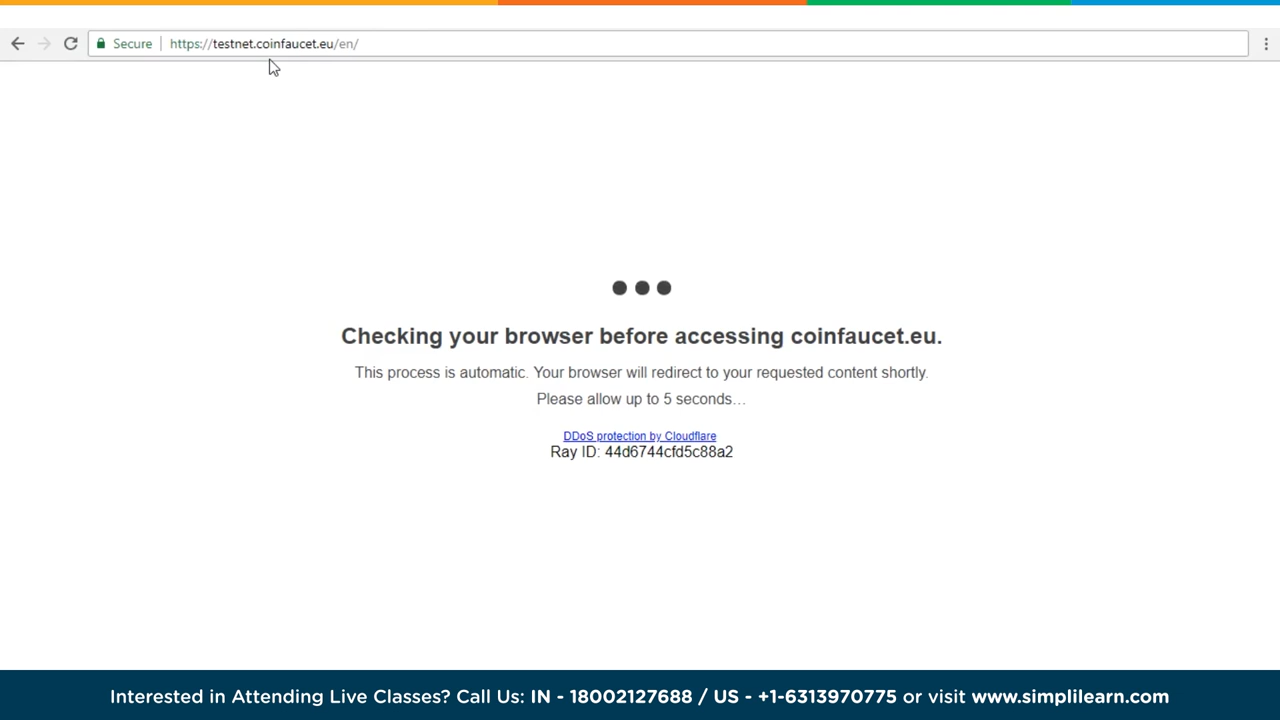 Secure https://testnet.coinfaucet.eu/en/
Checking your browser before accessing coinfaucet.eu.
This process is automatic. Your browser will redirect to your requested content shortly.
Please allow up to 5 seconds…
DDoS protection by Cloudflare
Ray ID: 44d6744cfd5c88a2
Interested in Attending Live Classes? Call Us: IN - 18002127688 / US - +1-6313970775 or visit www.simplilearn.com